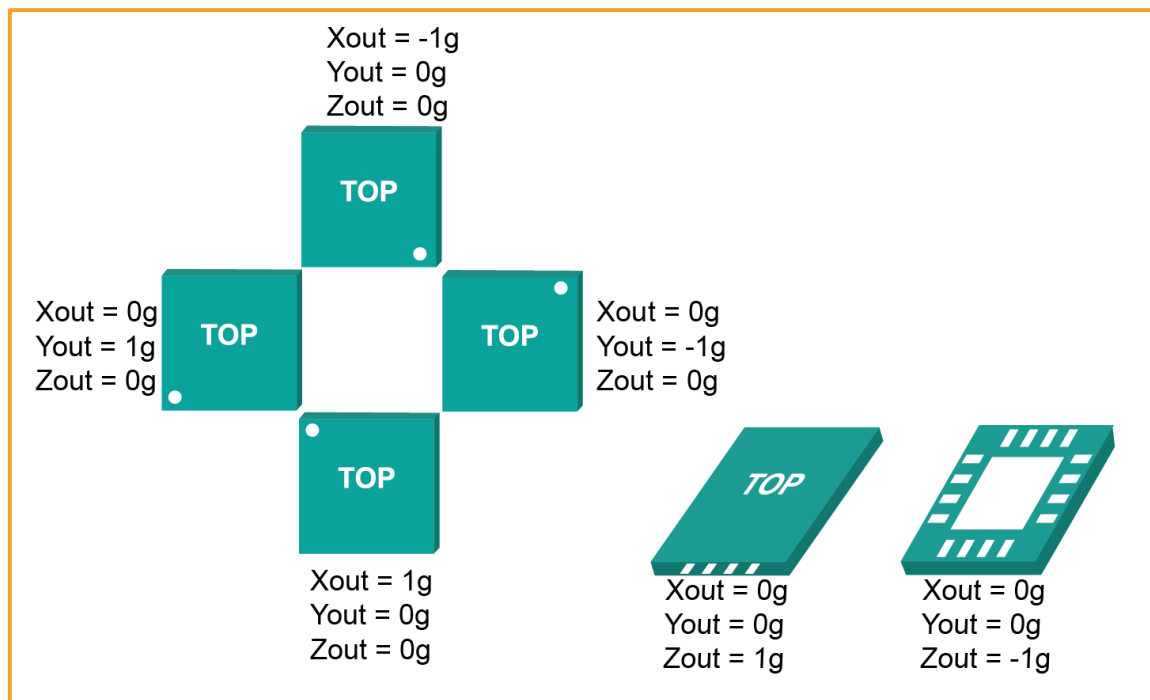 Xout = -1g
Yout = 0g
Zout = 0g
TOP
Xout = 0g
Yout = 1g
Zout = 0g
TOP
TOP
Xout = 0g
Yout = -1g
Zout = 0g
TOP
Xout = 1g
Yout = 0g
Zout = 0g
TOP
Xout = 0g
Yout = 0g
Zout = 1g
Xout = 0g
Yout = 0g
Zout = -1g